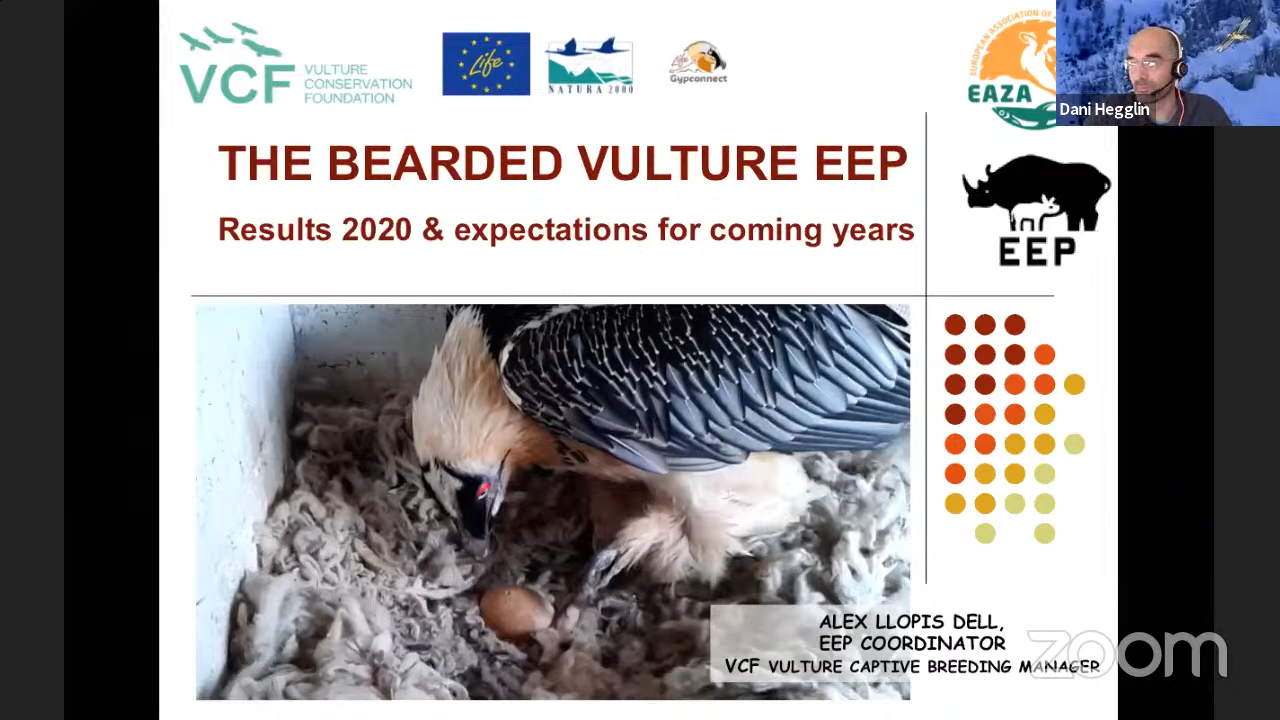 VCF VULTURE
CONSERVATION
FOUNDATION
Life
NATURA 2000
Life
Gypconnect
EUROPEAN ASSOCIATION OF
EAZA
Dani Hegglin
THE BEARDED VULTURE EEP
Results 2020 & expectations for coming years
EEP
ALEX LLOPIS DELL,
EEP COORDINATOR
VCF VULTURE CAPTIVE BREEDING MANAGER
zoom